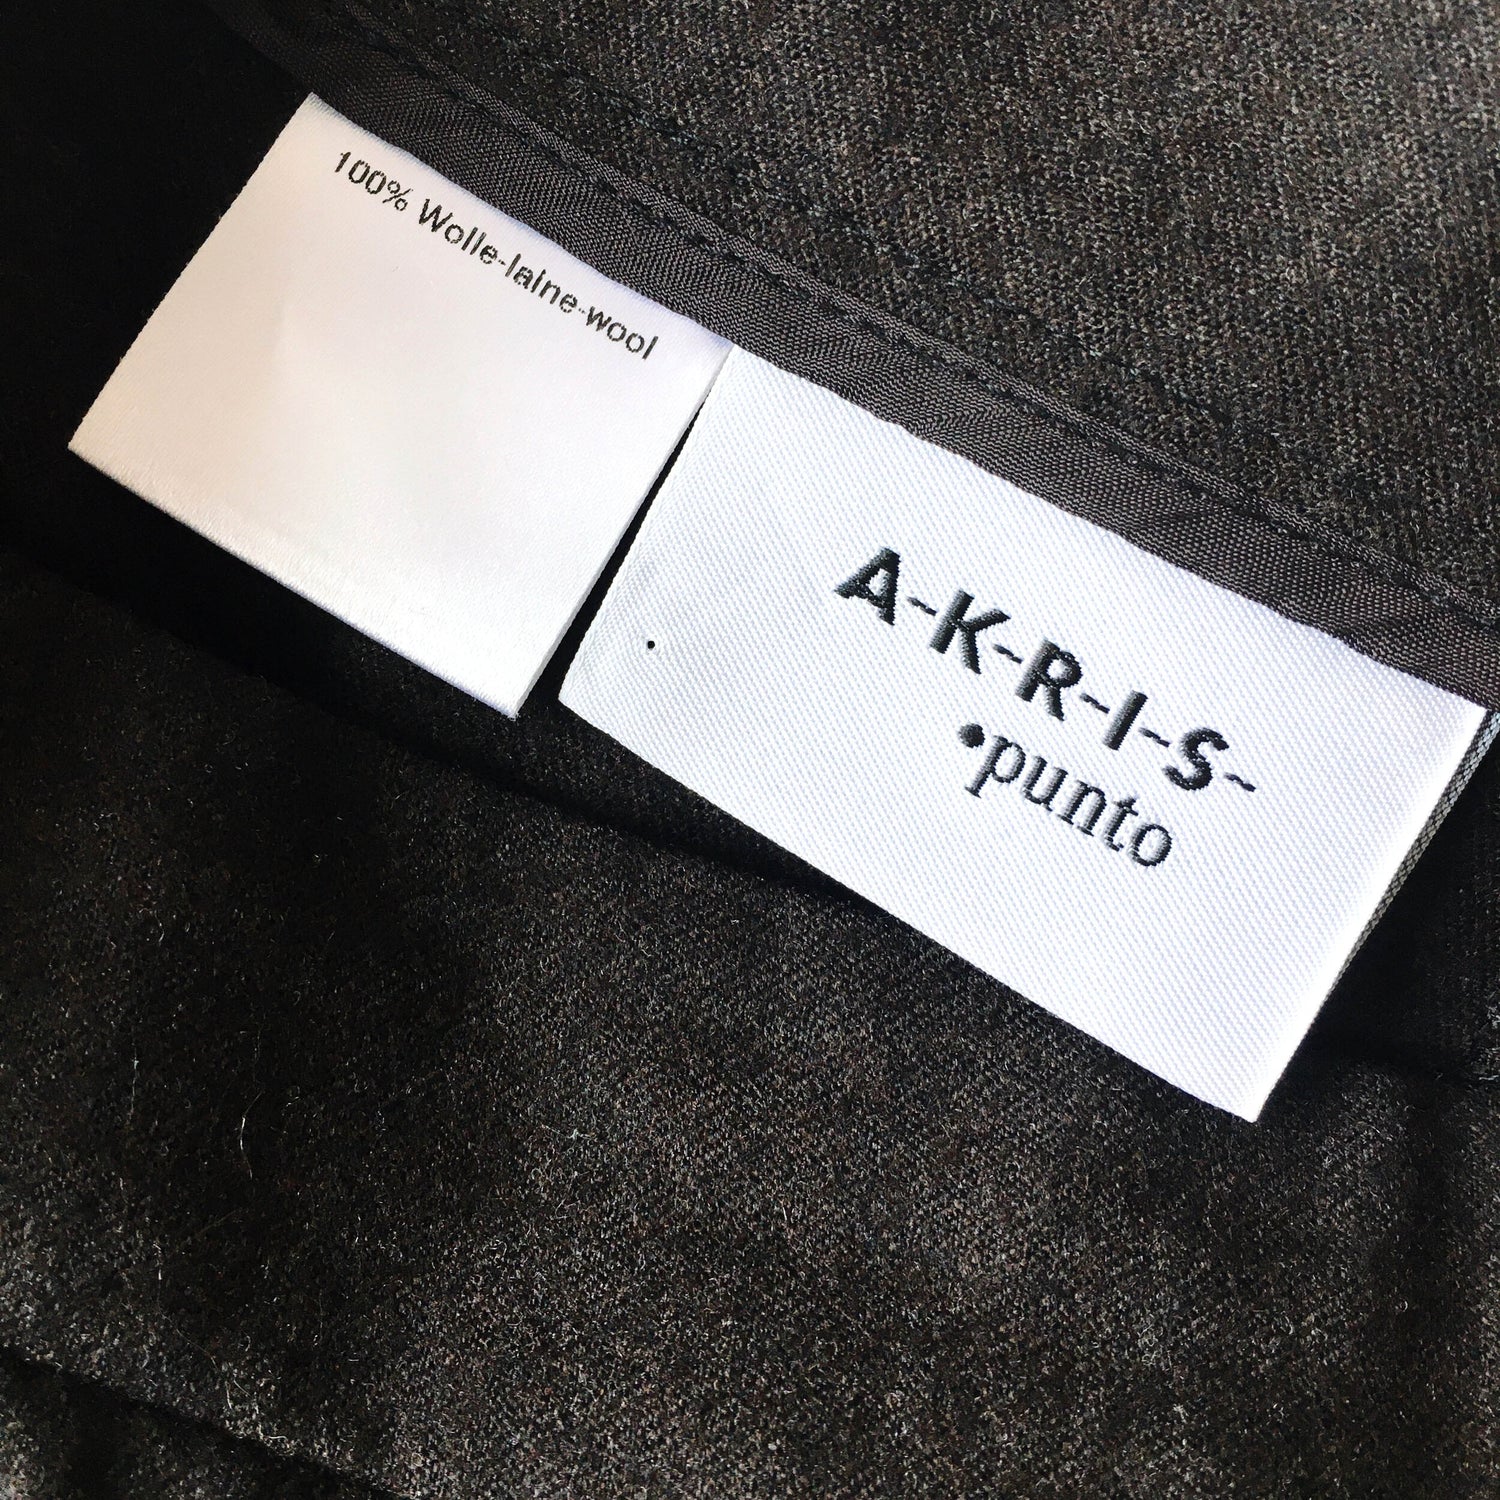 100% Wolle-laine-wool
A-K-R-I-S-
•punto